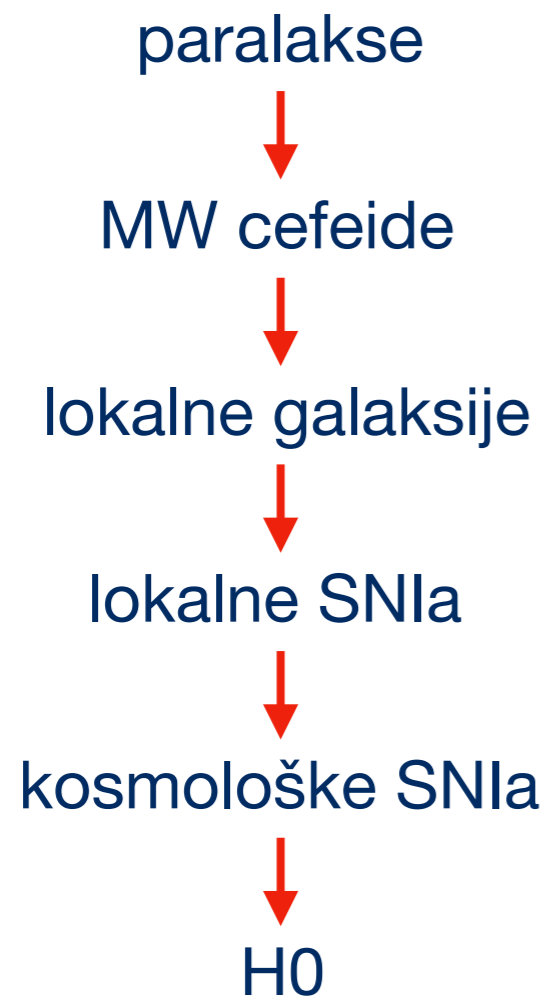 paralakse
MW cefeide
lokalne galaksije
lokalne SNIa
kosmološke SNIa
H0